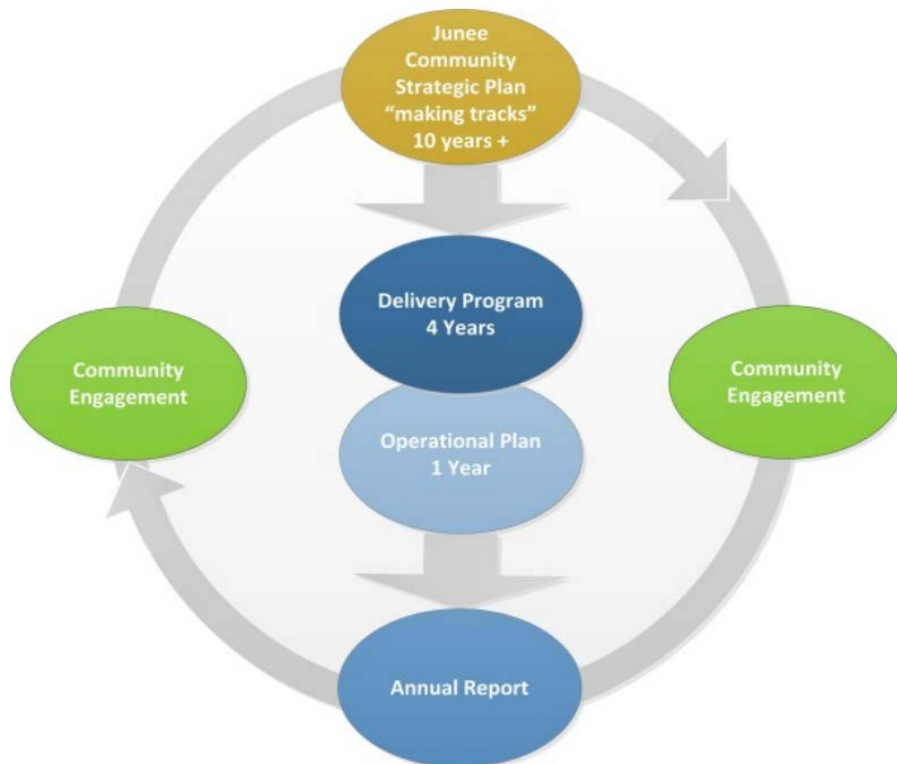 Junee
Community
Strategic Plan
“making tracks”
10 years +
Delivery Program
4 Years
Community
Engagement
Community
Engagement
Operational Plan
1 Year
Annual Report